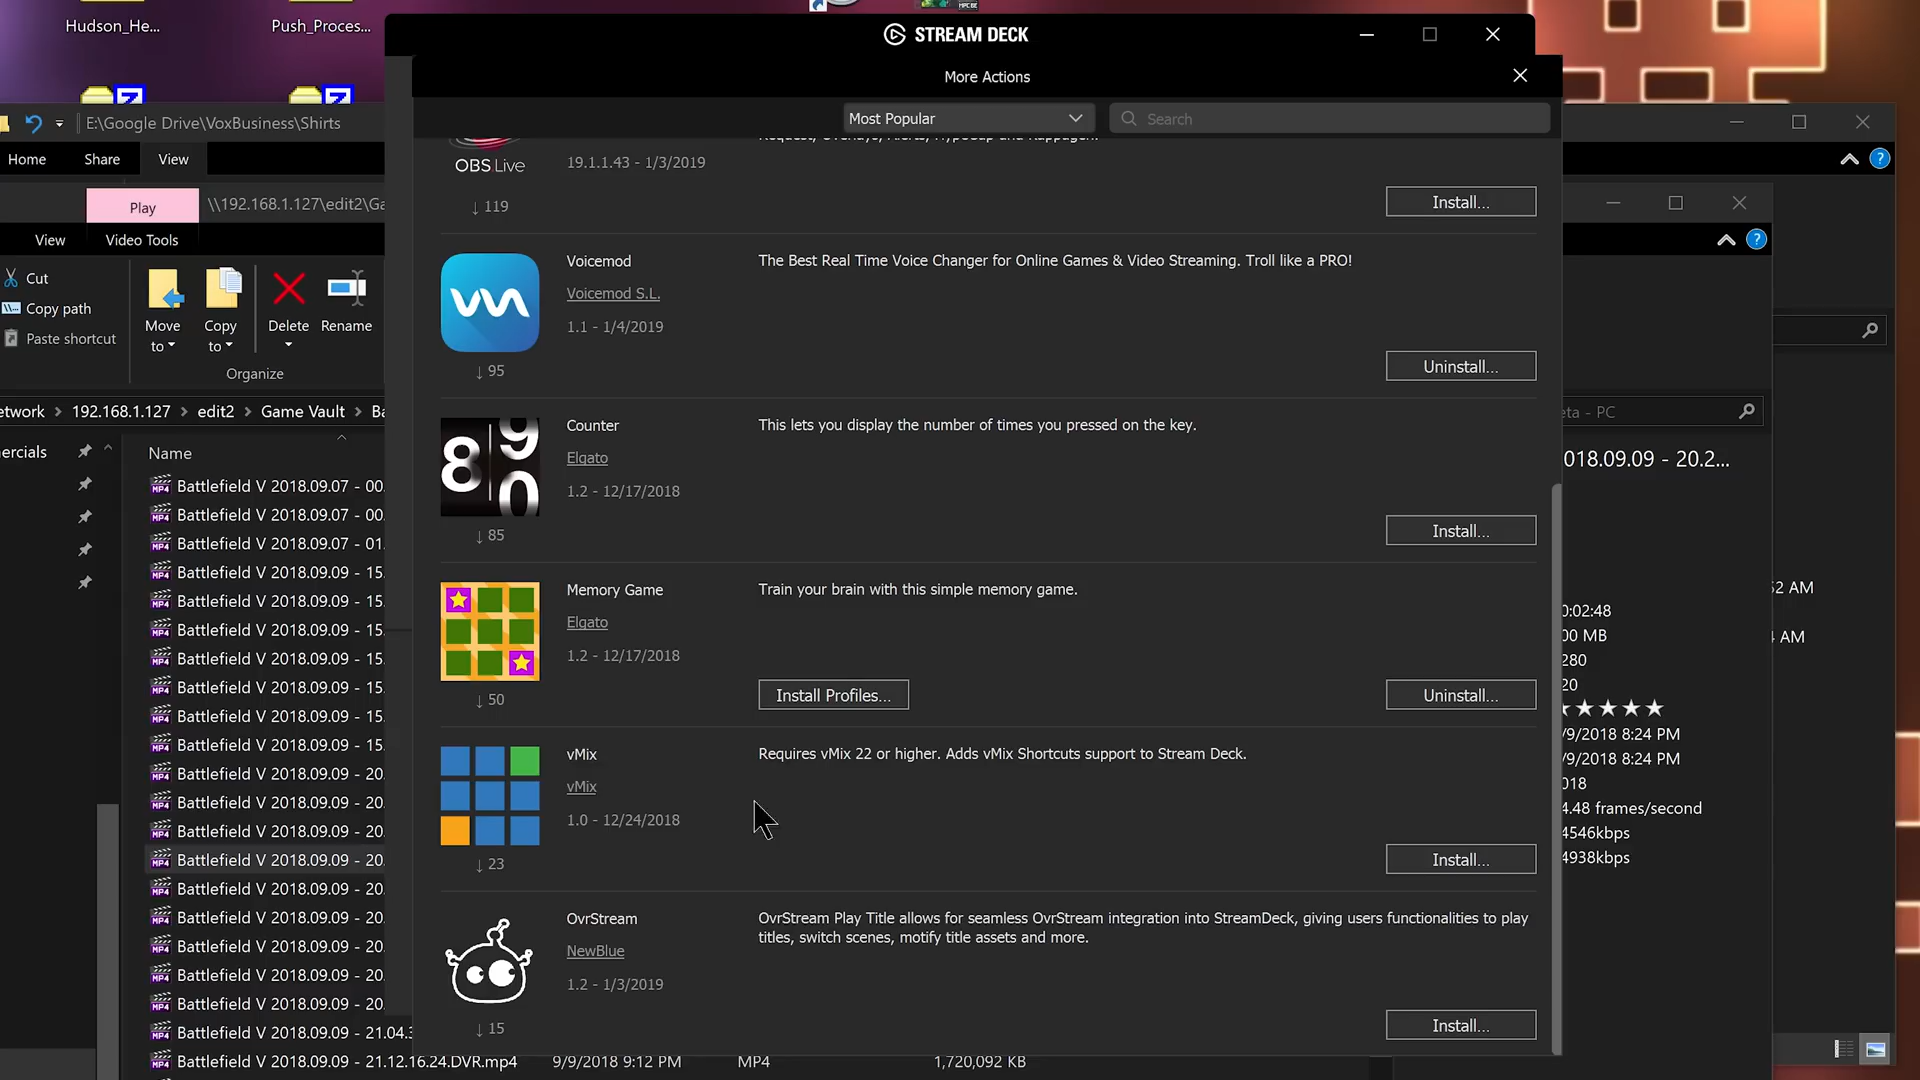 Hudson_He...
Push_Proces...
STREAM DECK
More Actions
Most Popular
Search
E:\Google Drive\VoxBusiness\Shirts
Home
Share
View
Play
\\192.168.1.127\edit2\Ga
View
Video Tools
Cut
Copy path
Paste shortcut
Move to
Copy to
Delete
Rename
Organize
etwork > 192.168.1.127 > edit2 > Game Vault > Ba
ercials
Name
Battlefield V 2018.09.07 - 00.
Battlefield V 2018.09.07 - 00.
Battlefield V 2018.09.07 - 01.
Battlefield V 2018.09.09 - 15.
Battlefield V 2018.09.09 - 15.
Battlefield V 2018.09.09 - 15.
Battlefield V 2018.09.09 - 15.
Battlefield V 2018.09.09 - 15.
Battlefield V 2018.09.09 - 15.
Battlefield V 2018.09.09 - 15.
Battlefield V 2018.09.09 - 20.
Battlefield V 2018.09.09 - 20.
Battlefield V 2018.09.09 - 20.
Battlefield V 2018.09.09 - 20.
Battlefield V 2018.09.09 - 20.
Battlefield V 2018.09.09 - 20.
Battlefield V 2018.09.09 - 20.
Battlefield V 2018.09.09 - 20.
Battlefield V 2018.09.09 - 20.
Battlefield V 2018.09.09 - 21.04.3
Battlefield V 2018.09.09 - 21.12.16.24.DVR.mp4 9/9/2018 9:12 PM MP4 1,720,092 KB
OBS.Live
19.1.1.43 - 1/3/2019
↓ 119
Install...
Voicemod
The Best Real Time Voice Changer for Online Games & Video Streaming. Troll like a PRO!
Voicemod S.L.
1.1 - 1/4/2019
↓ 95
Uninstall...
Counter
This lets you display the number of times you pressed on the key.
Elgato
1.2 - 12/17/2018
↓ 85
Install...
Memory Game
Train your brain with this simple memory game.
Elgato
1.2 - 12/17/2018
↓ 50
Install Profiles...
Uninstall...
vMix
Requires vMix 22 or higher. Adds vMix Shortcuts support to Stream Deck.
vMix
1.0 - 12/24/2018
↓ 23
Install...
OvrStream
OvrStream Play Title allows for seamless OvrStream integration into StreamDeck, giving users functionalities to play
titles, switch scenes, motify title assets and more.
NewBlue
1.2 - 1/3/2019
↓ 15
Install...
eta - PC
018.09.09 - 20.2...
52 AM
0:02:48
00 MB
AM
280
20
/9/2018 8:24 PM
/9/2018 8:24 PM
018
4.48 frames/second
4546kbps
4938kbps